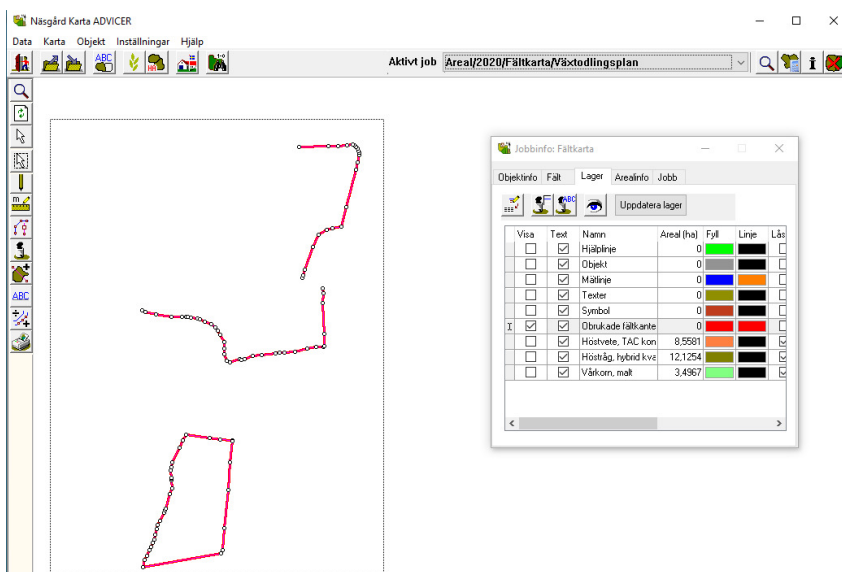 Näsgård Karta ADVICER
Data Karta Objekt Inställningar Hjälp
ABC
Aktivt job Areal/2020/Fältkarta/Växtodlingsplan
Jobbinfo: Fältkarta
Objektinfo Fält Lager Arealinfo Jobb
F ABC Uppdatera lager
Visa Text Namn Areal (ha) Fyll Linje Lås
Hjälplinje 0
Objekt 0
Mätlinje 0
Texter 0
Symbol 0
Obrukade fältkante 0
Höstvete, TAC kon 8,5581
Höstråg, hybrid kva 12,1254
Vårkorn, malt 3,4967
m
ABC